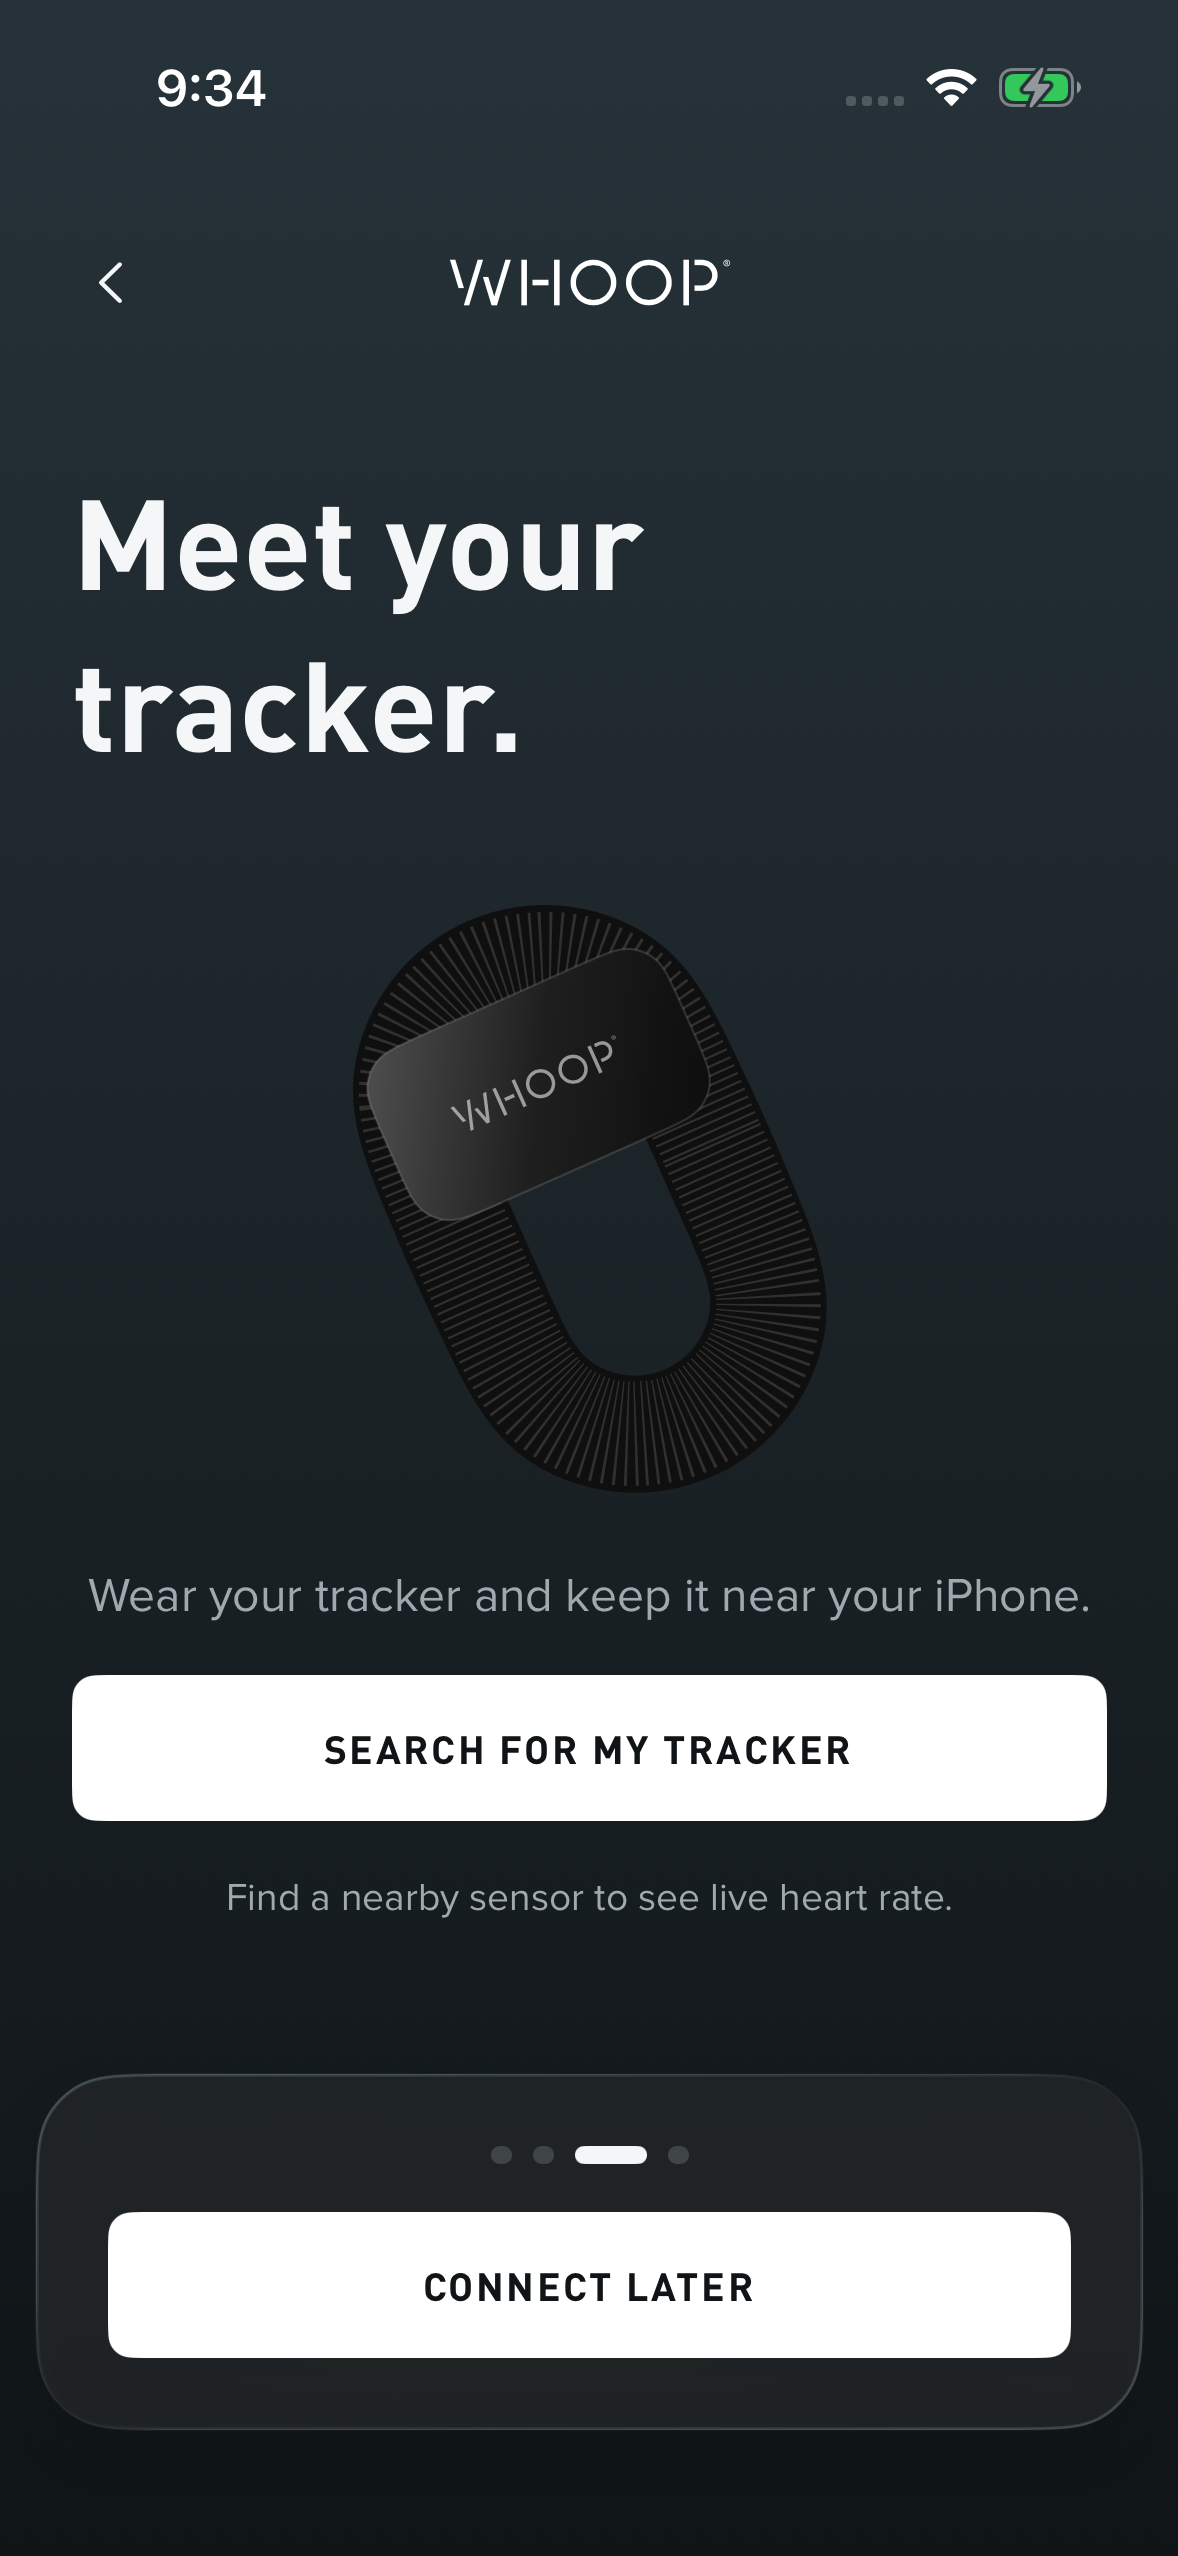 9:34
WHOOP®
Meet your
tracker.
WHOOP
Wear your tracker and keep it near your iPhone.
SEARCH FOR MY TRACKER
Find a nearby sensor to see live heart rate.
CONNECT LATER